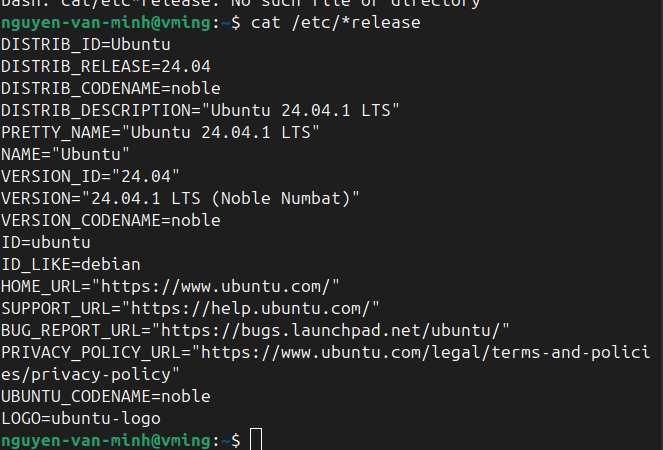 bash: cat/etc*release: No such file or directory
nguyen-van-minh@vming:~$ cat /etc/*release
DISTRIB_ID=Ubuntu
DISTRIB_RELEASE=24.04
DISTRIB_CODENAME=noble
DISTRIB_DESCRIPTION="Ubuntu 24.04.1 LTS"
PRETTY_NAME="Ubuntu 24.04.1 LTS"
NAME="Ubuntu"
VERSION_ID="24.04"
VERSION="24.04.1 LTS (Noble Numbat)"
VERSION_CODENAME=noble
ID=ubuntu
ID_LIKE=debian
HOME_URL="https://www.ubuntu.com/"
SUPPORT_URL="https://help.ubuntu.com/"
BUG_REPORT_URL="https://bugs.launchpad.net/ubuntu/"
PRIVACY_POLICY_URL="https://www.ubuntu.com/legal/terms-and-polici
es/privacy-policy"
UBUNTU_CODENAME=noble
LOGO=ubuntu-logo
nguyen-van-minh@vming:~$